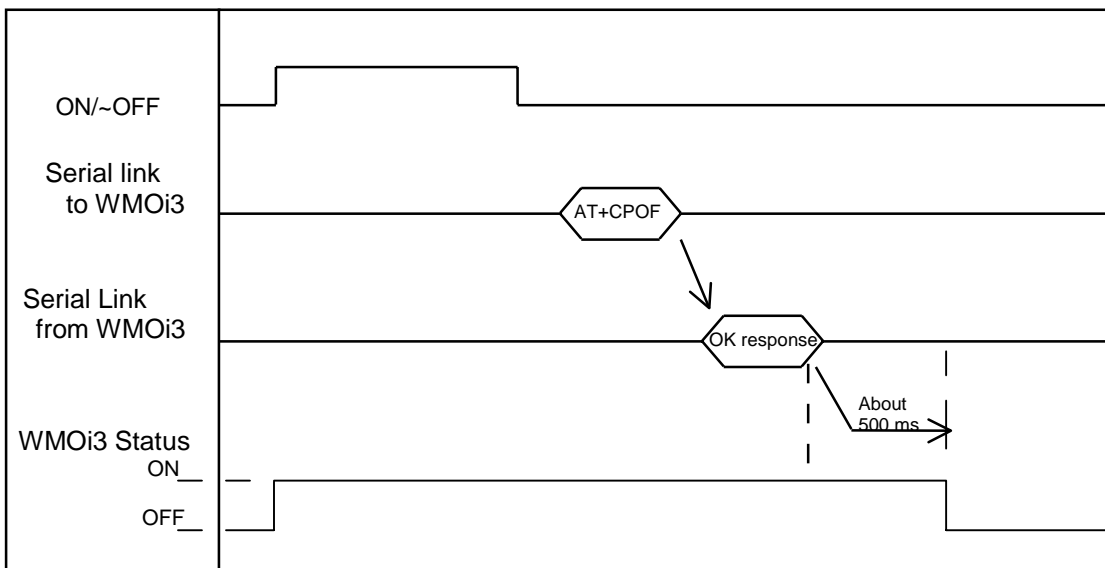 ON/~OFF
Serial link
to WMOi3
AT+CPOF
Serial Link
from WMOi3
OK response
About
500 ms
WMOi3 Status
ON
OFF